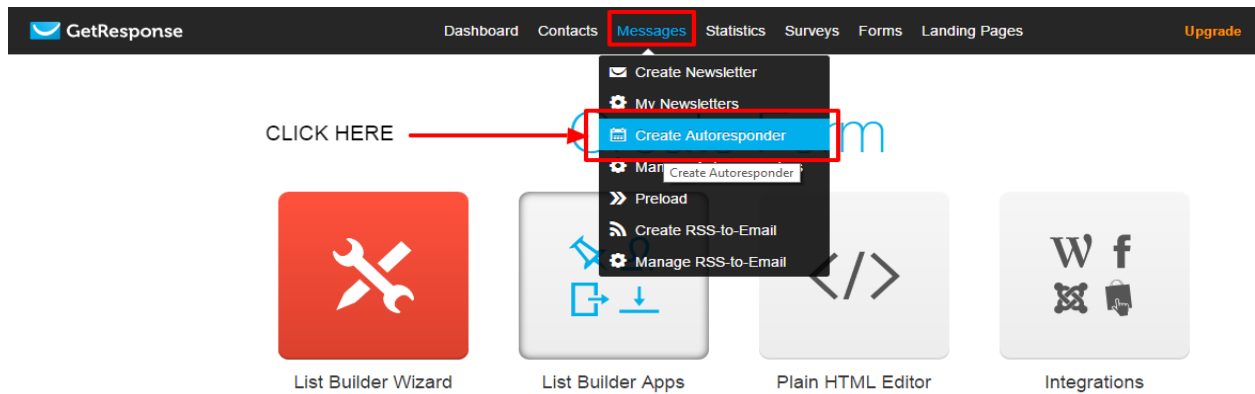 GetResponse
Dashboard Contacts Messages Statistics Surveys Forms Landing Pages Upgrade
Create Newsletter
My Newsletters
CLICK HERE
Create Autoresponder
Create Autoresponder
Preload
Create RSS-to-Email
Manage RSS-to-Email
W f
</>
List Builder Wizard List Builder Apps Plain HTML Editor Integrations